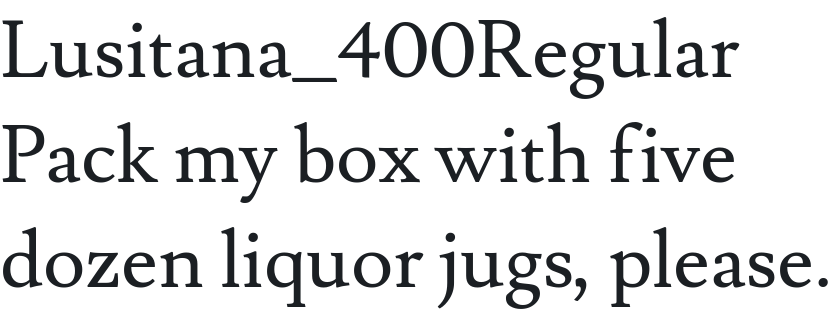 Lusitana_400Regular
Pack my box with five
dozen liquor jugs, please.